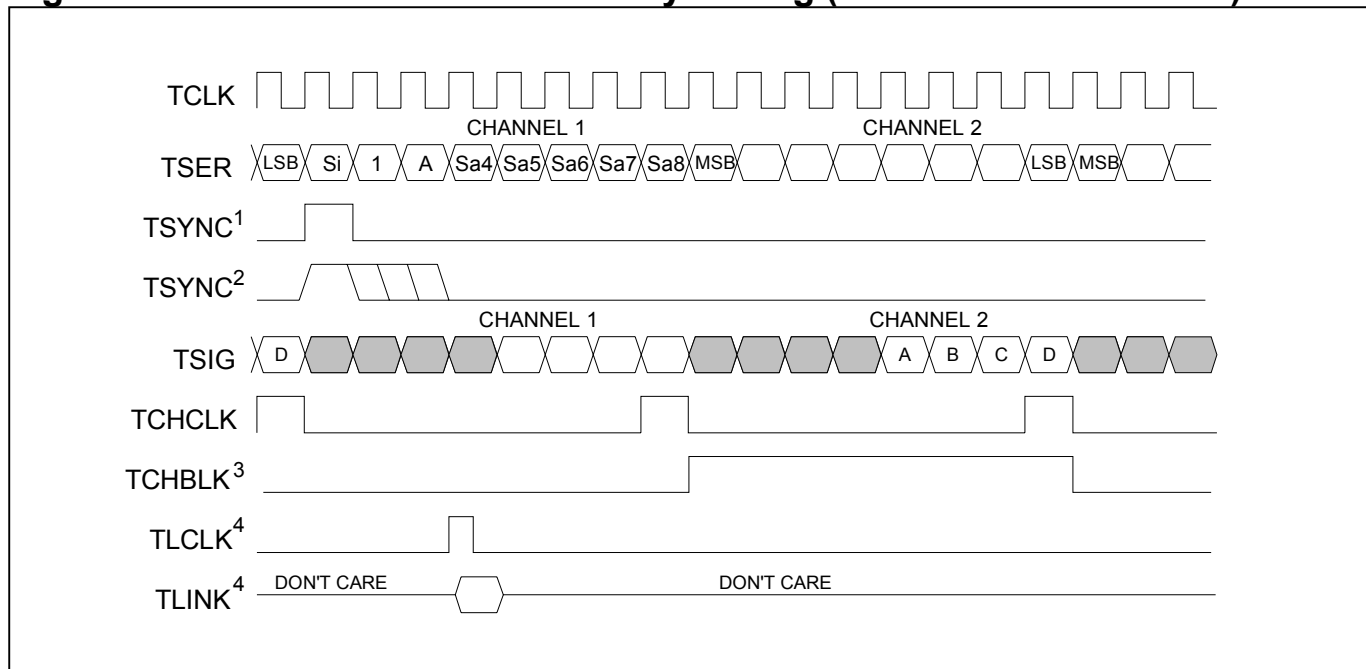 TCLK
CHANNEL 1 CHANNEL 2
TSER LSB Si 1 A Sa4 Sa5 Sa6 Sa7 Sa8 MSB LSB MSB
TSYNC1
TSYNC2
CHANNEL 1 CHANNEL 2
TSIG D A B C D
TCHCLK
TCHBLK3
TLCLK4
TLINK4 DON'T CARE DON'T CARE